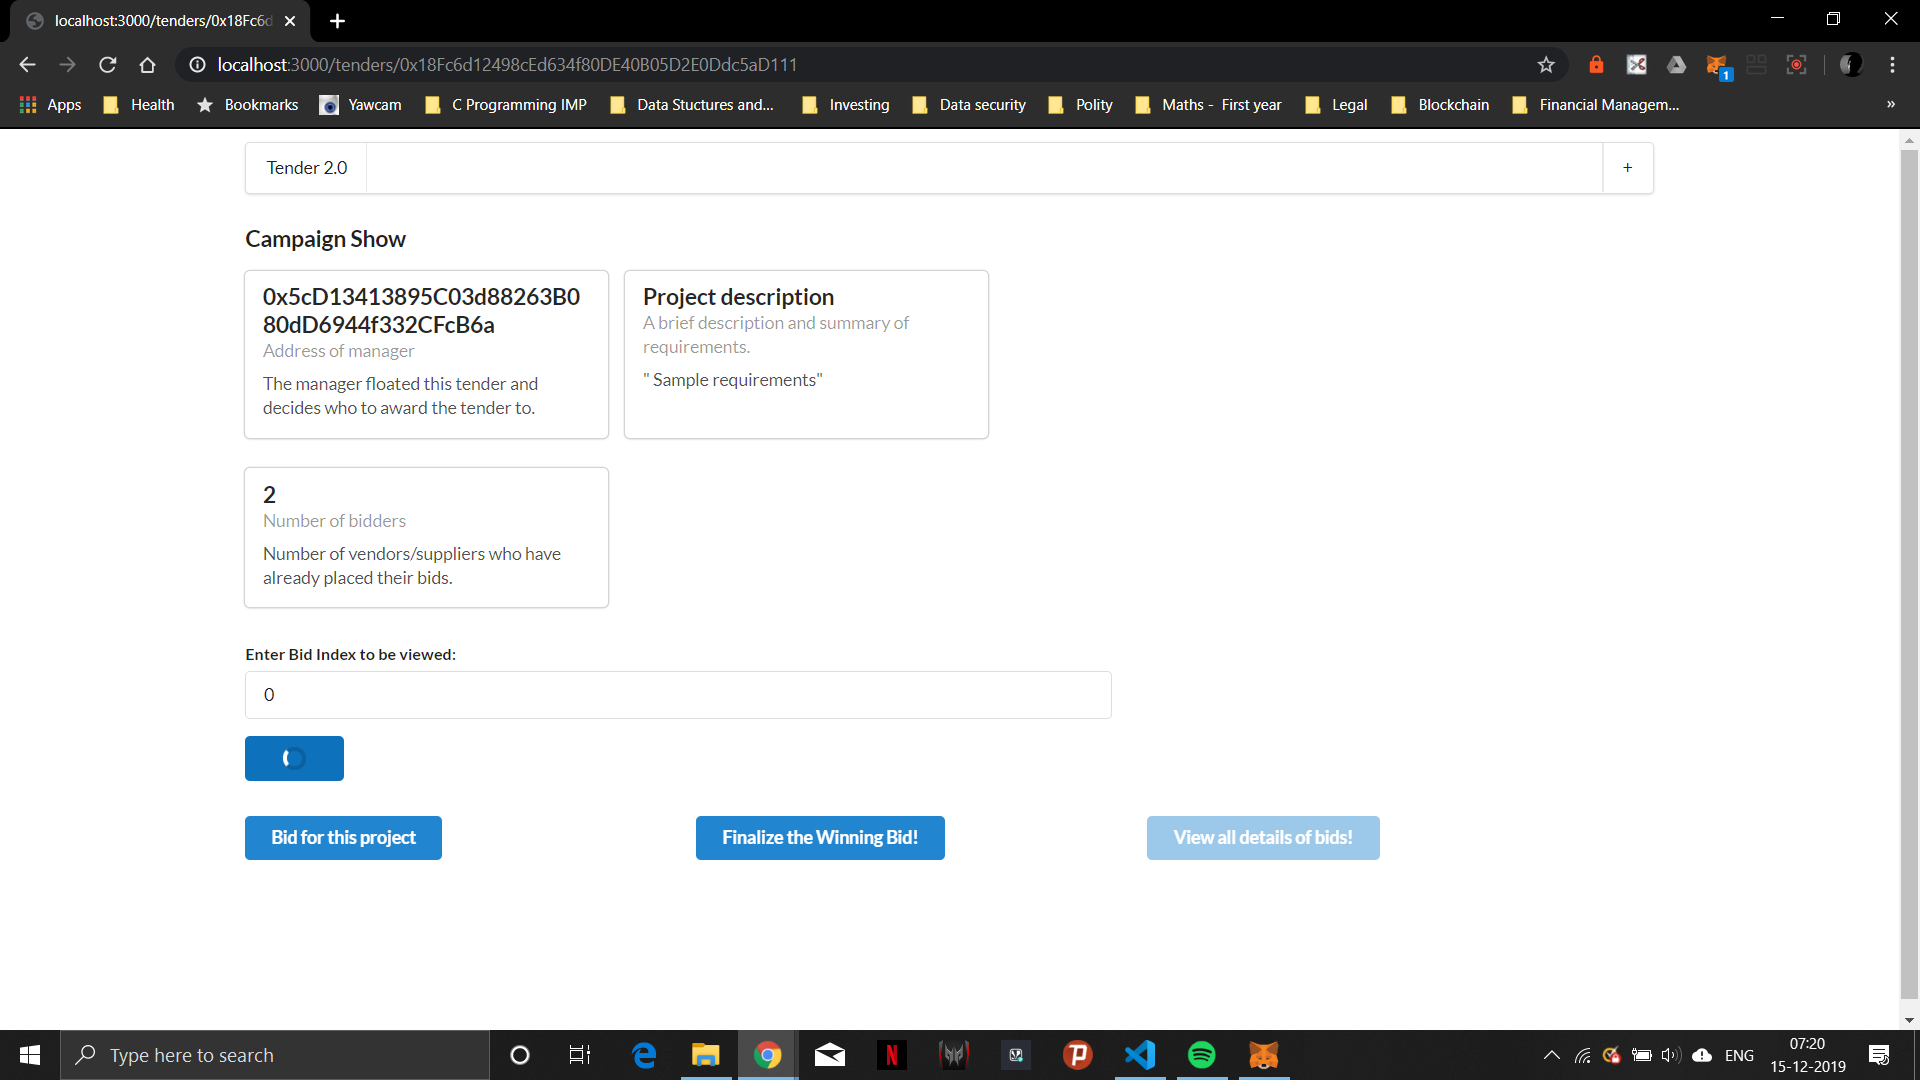 localhost:3000/tenders/0x18Fc6d
localhost:3000/tenders/0x18Fc6d12498cEd634f80DE40B05D2E0Ddc5aD111
1
Apps Health Bookmarks Yawcam C Programming IMP Data Stuctures and... Investing Data security Polity Maths - First year Legal Blockchain Financial Managem... »
Tender 2.0 +
Campaign Show
0x5cD13413895C03d88263B0
80dD6944f332CFcB6a
Address of manager
The manager floated this tender and
decides who to award the tender to.
Project description
A brief description and summary of
requirements.
" Sample requirements"
2
Number of bidders
Number of vendors/suppliers who have
already placed their bids.
Enter Bid Index to be viewed:
0
Bid for this project Finalize the Winning Bid! View all details of bids!
Type here to search
ENG
07:20
15-12-2019